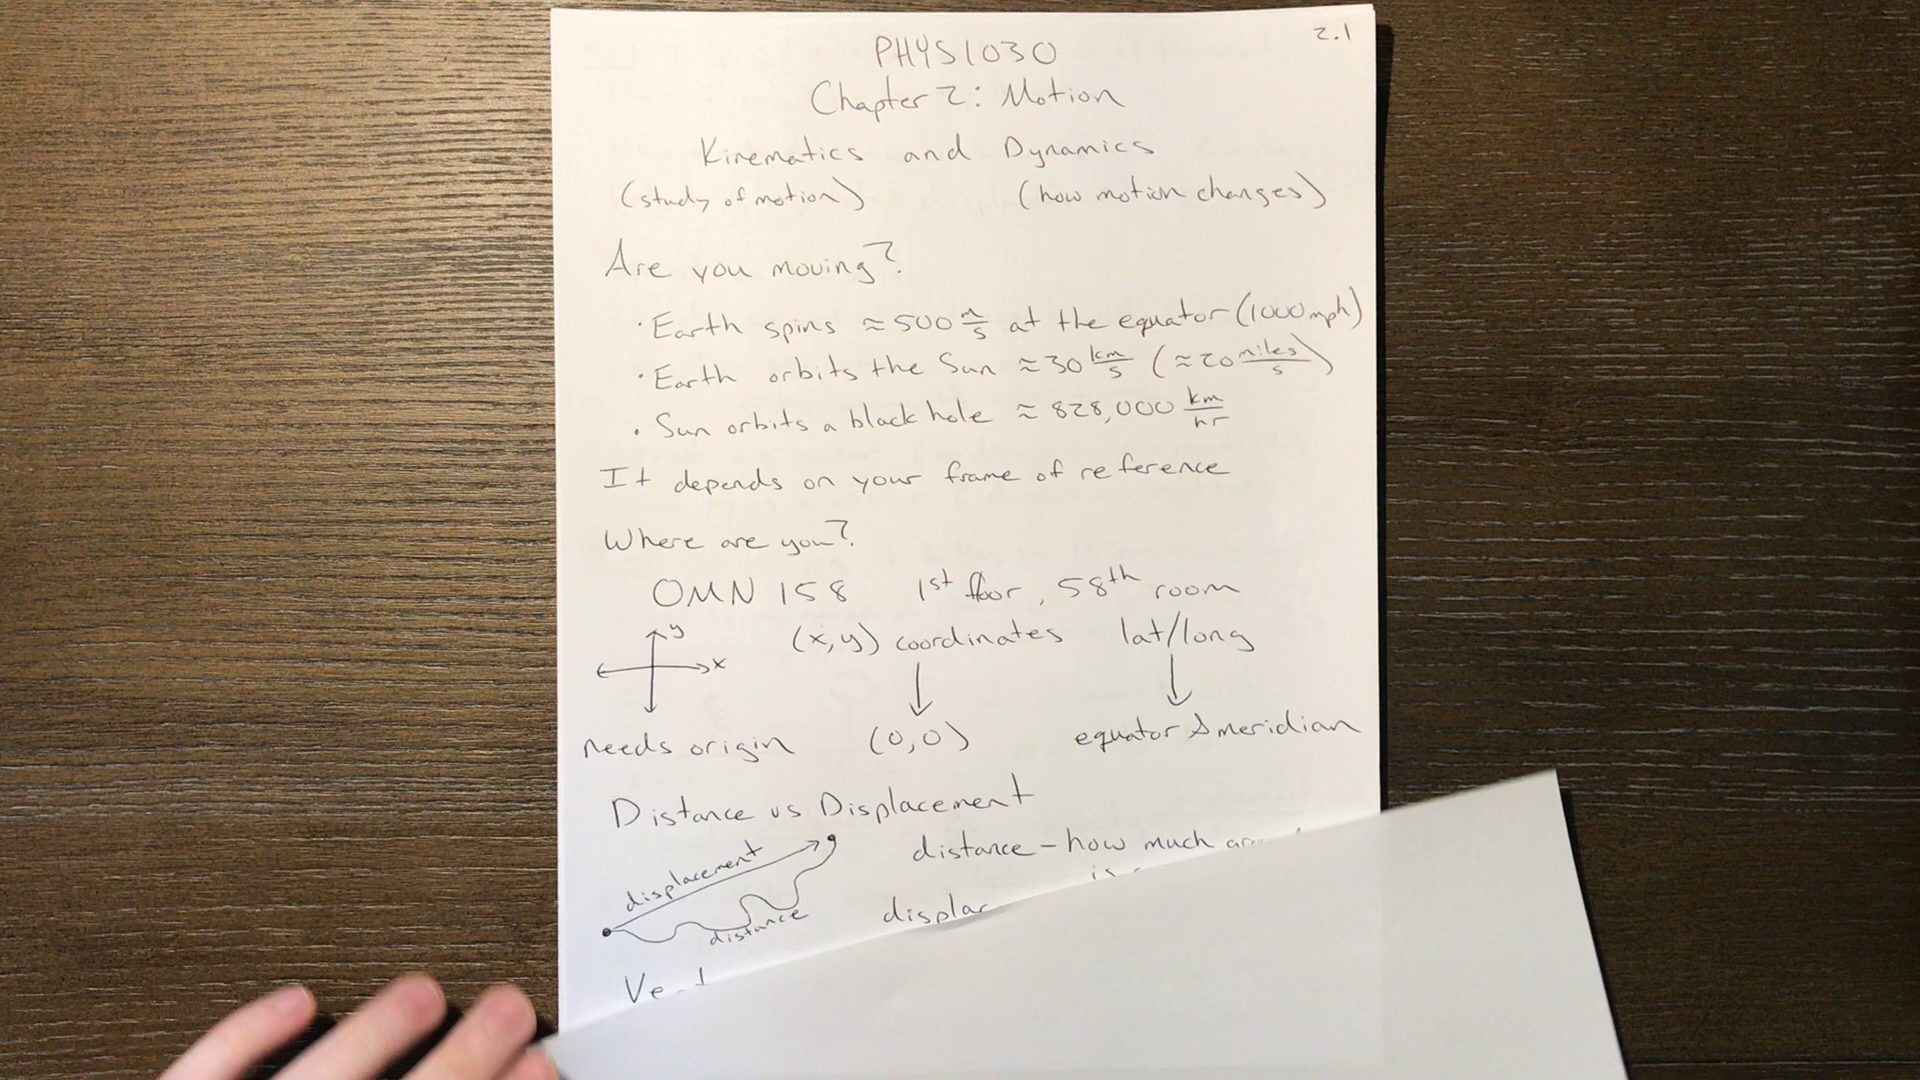 2.1
PHYS1030
Chapter 2: Motion
Kinematics and Dynamics
(study of motion) (how motion changes)
Are you moving?
· Earth spins ≈ 500 m/s at the equator (1000 mph)
· Earth orbits the Sun ≈ 30 km/s (≈ 20 miles/s)
· Sun orbits a black hole ≈ 828,000 km/hr
It depends on your frame of reference
Where are you?
OMN 158 1st floor, 58th room
y
x
(x,y) coordinates lat/long
needs origin (0,0) equator & meridian
Distance vs Displacement
displacement
distance
distance - how much
is
displac